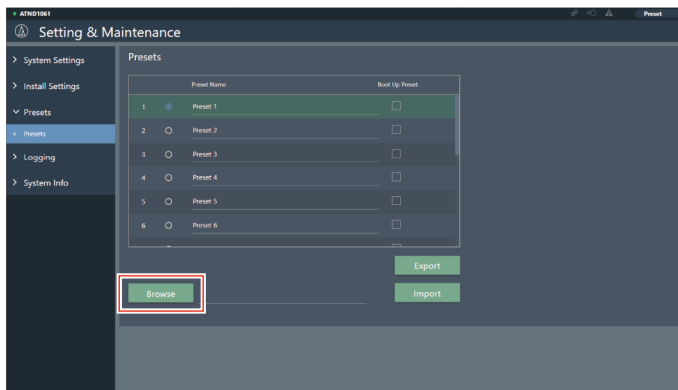 ATND1061
Preset
Setting & Maintenance
System Settings
Install Settings
Presets
Presets
Logging
System Info
Presets
Preset Name Boot Up Preset
1 Preset 1
2 Preset 2
3 Preset 3
4 Preset 4
5 Preset 5
6 Preset 6
Export
Browse
Import